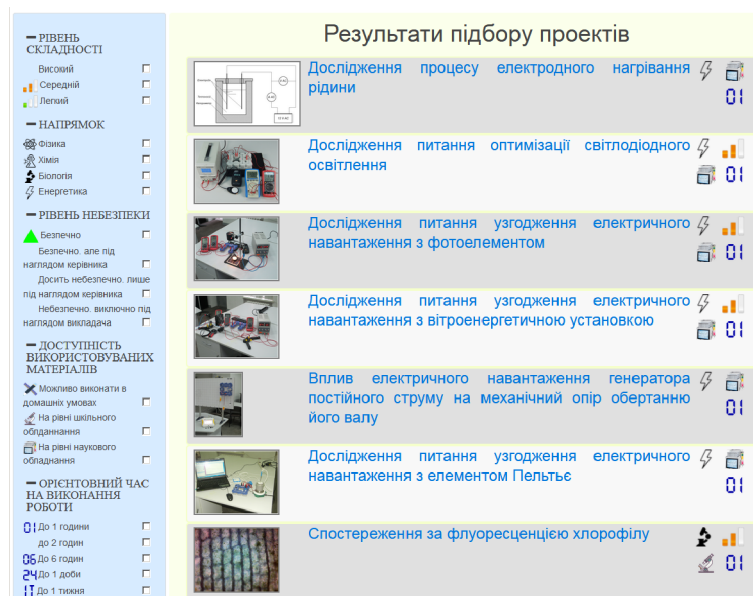 РІВЕНЬ
СКЛАДНОСТІ
Високий
Середній
Легкий
НАПРЯМОК
Фізика
Хімія
Біологія
Енергетика
РІВЕНЬ НЕБЕЗПЕКИ
Безпечно
Безпечно. але під
наглядом керівника
Досить небезпечно. лише
під наглядом керівника
Небезпечно. виключно під
наглядом викладача
ДОСТУПНІСТЬ
ВИКОРИСТОВУВАНИХ
МАТЕРІАЛІВ
Можливо виконати в
домашніх умовах
На рівні шкільного
обладнання
На рівні наукового
обладнання
ОРІЄНТОВНИЙ ЧАС
НА ВИКОНАННЯ
РОБОТИ
01 До 1 години
до 2 годин
06 До 6 годин
24 До 1 доби
1T До 1 тижня
Результати підбору проектів
Дослідження процесу електродного нагрівання
рідини
01
Дослідження питання оптимізації світлодіодного
освітлення
01
Дослідження питання узгодження електричного
навантаження з фотоелементом
01
Дослідження питання узгодження електричного
навантаження з вітроенергетичною установкою
01
Вплив електричного навантаження генератора
постійного струму на механічний опір обертанню
його валу
01
Дослідження питання узгодження електричного
навантаження з елементом Пельтьє
01
Спостереження за флуоресценцією хлорофілу
01